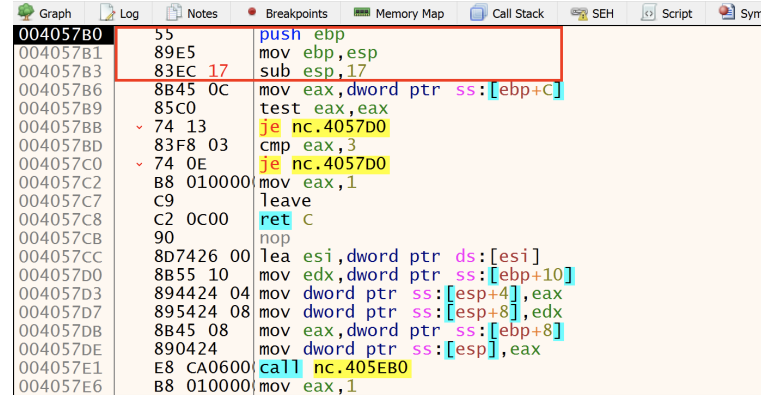 Graph Log Notes Breakpoints Memory Map Call Stack SEH Script Sym
004057B0 55 push ebp
004057B1 89E5 mov ebp,esp
004057B3 83EC 17 sub esp,17
004057B6 8B45 0C mov eax,dword ptr ss:[ebp+C]
004057B9 85C0 test eax,eax
004057BB 74 13 je nc.4057D0
004057BD 83F8 03 cmp eax,3
004057C0 74 0E je nc.4057D0
004057C2 B8 010000 mov eax,1
004057C7 C9 leave
004057C8 C2 0C00 ret C
004057CB 90 nop
004057CC 8D7426 00 lea esi,dword ptr ds:[esi]
004057D0 8B55 10 mov edx,dword ptr ss:[ebp+10]
004057D3 894424 04 mov dword ptr ss:[esp+4],eax
004057D7 895424 08 mov dword ptr ss:[esp+8],edx
004057DB 8B45 08 mov eax,dword ptr ss:[ebp+8]
004057DE 890424 mov dword ptr ss:[esp],eax
004057E1 E8 CA0600 call nc.405EB0
004057E6 B8 010000 mov eax,1